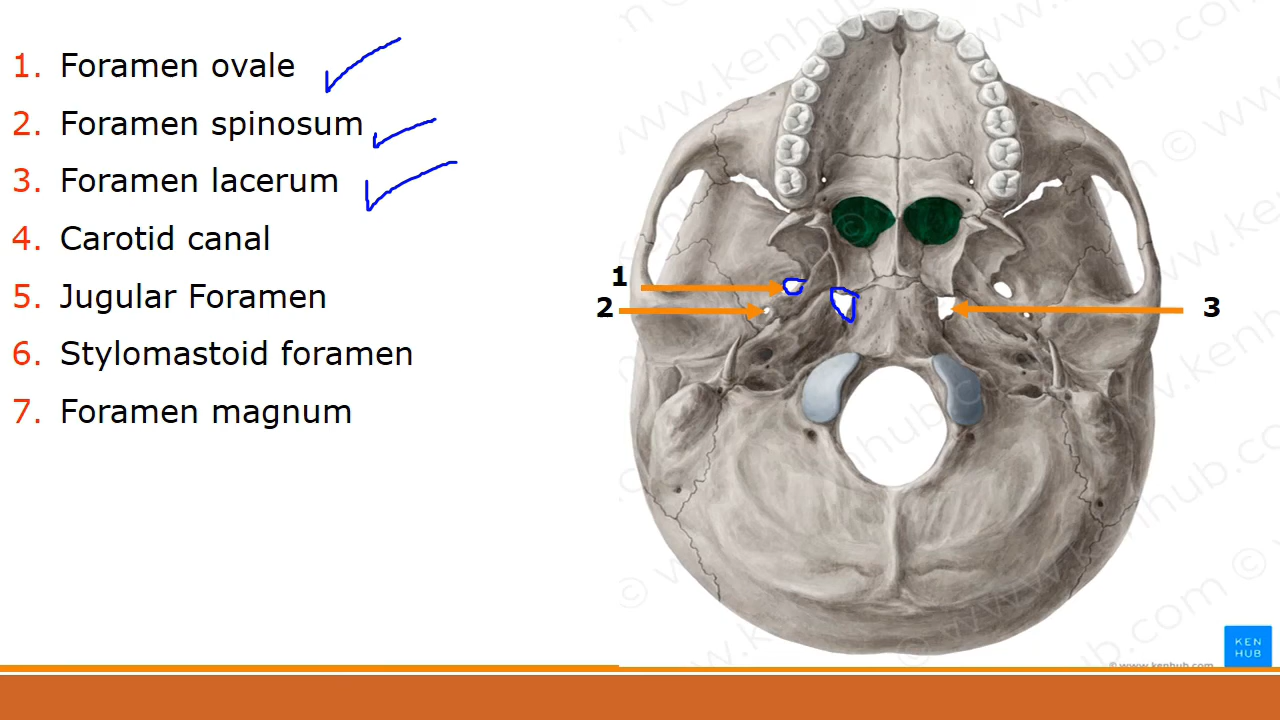 1. Foramen ovale
2. Foramen spinosum
3. Foramen lacerum
4. Carotid canal
5. Jugular Foramen
6. Stylomastoid foramen
7. Foramen magnum
1
2
3
KEN
HUB
© www.kenhub.com